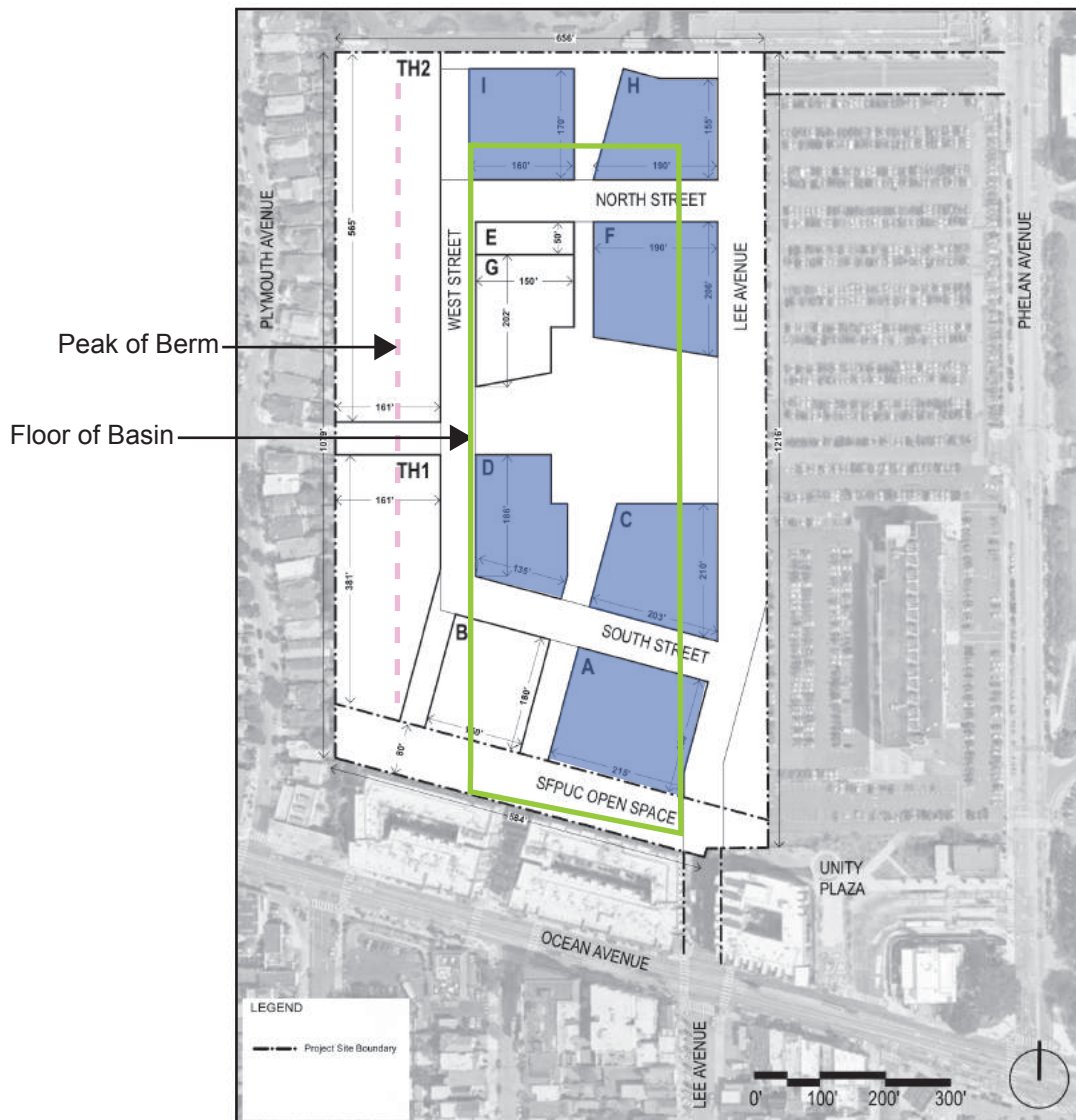 656'
TH2
I
H
170'
155'
160'
190'
NORTH STREET
PLYMOUTH AVENUE
565'
WEST STREET
E
50'
F
190'
G
150'
206'
LEE AVENUE
PHELAN AVENUE
202'
Peak of Berm
161'
Floor of Basin
1216'
TH1
161'
D
C
186'
210'
381'
135'
203'
B
SOUTH STREET
A
180'
80'
215'
SFPUC OPEN SPACE
584'
UNITY
PLAZA
OCEAN AVENUE
LEGEND
Project Site Boundary
LEE AVENUE
0' 100' 200' 300'